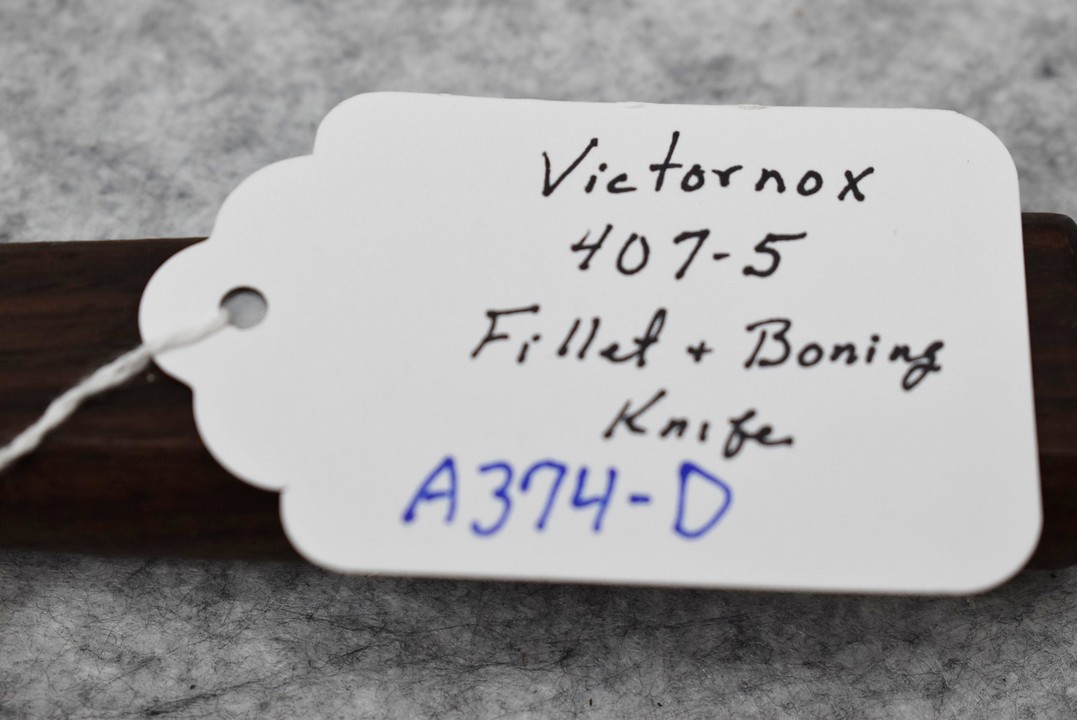 Victornox
407-5
Fillet + Boning
Knife
A374-D